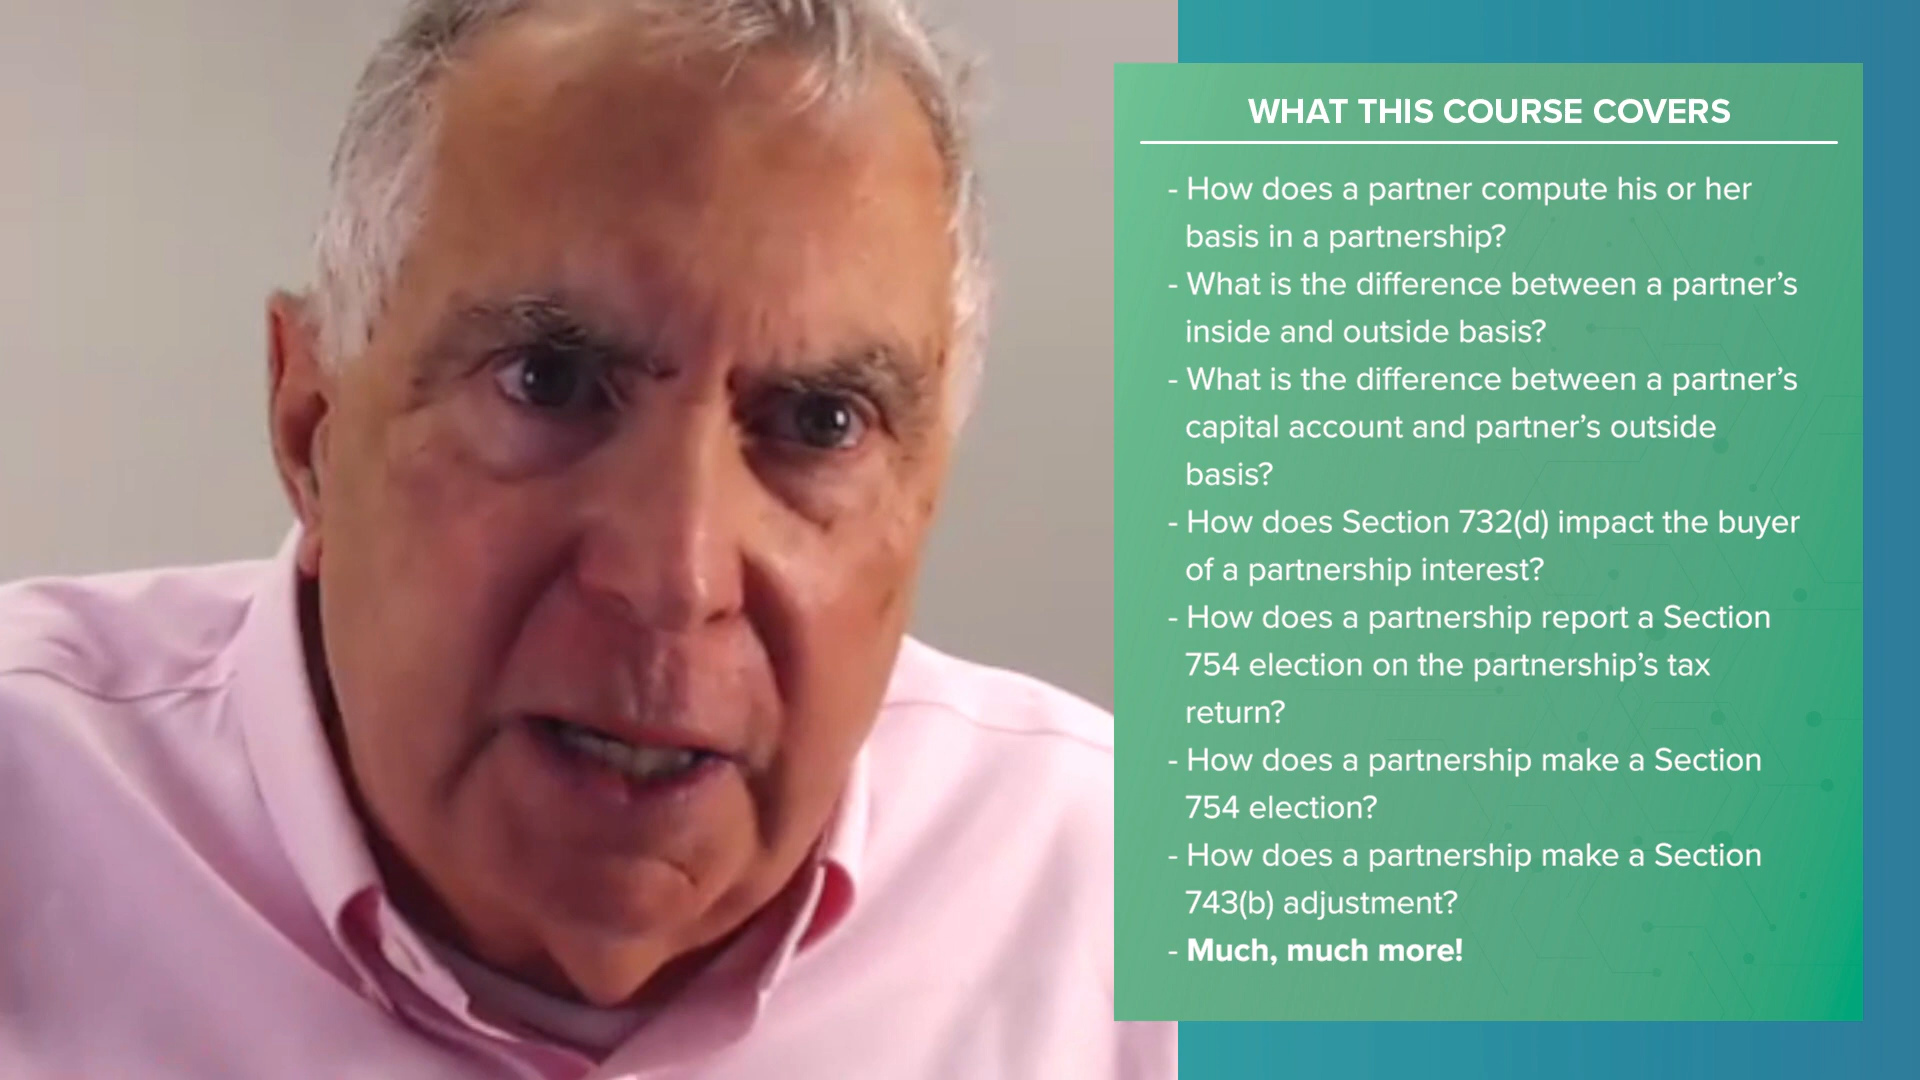 WHAT THIS COURSE COVERS
- How does a partner compute his or her
basis in a partnership?
- What is the difference between a partner’s
inside and outside basis?
- What is the difference between a partner’s
capital account and partner’s outside
basis?
- How does Section 732(d) impact the buyer
of a partnership interest?
- How does a partnership report a Section
754 election on the partnership’s tax
return?
- How does a partnership make a Section
754 election?
- How does a partnership make a Section
743(b) adjustment?
- Much, much more!